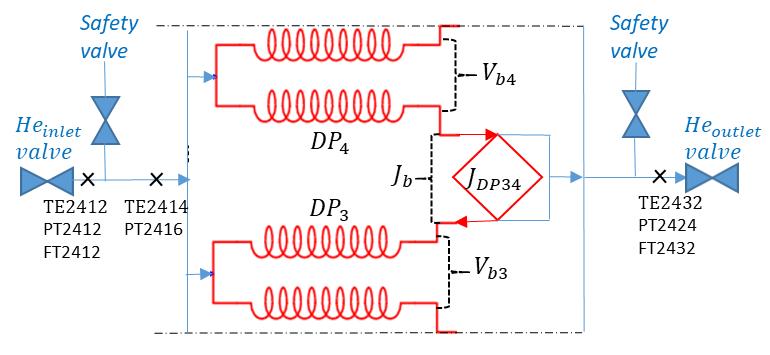 Safety
valve
Safety
valve
He_inlet
valve
He_outlet
valve
V_b4
DP_4
J_b
J_DP34
TE2412
PT2412
FT2412
TE2414
PT2416
TE2432
PT2424
FT2432
DP_3
V_b3